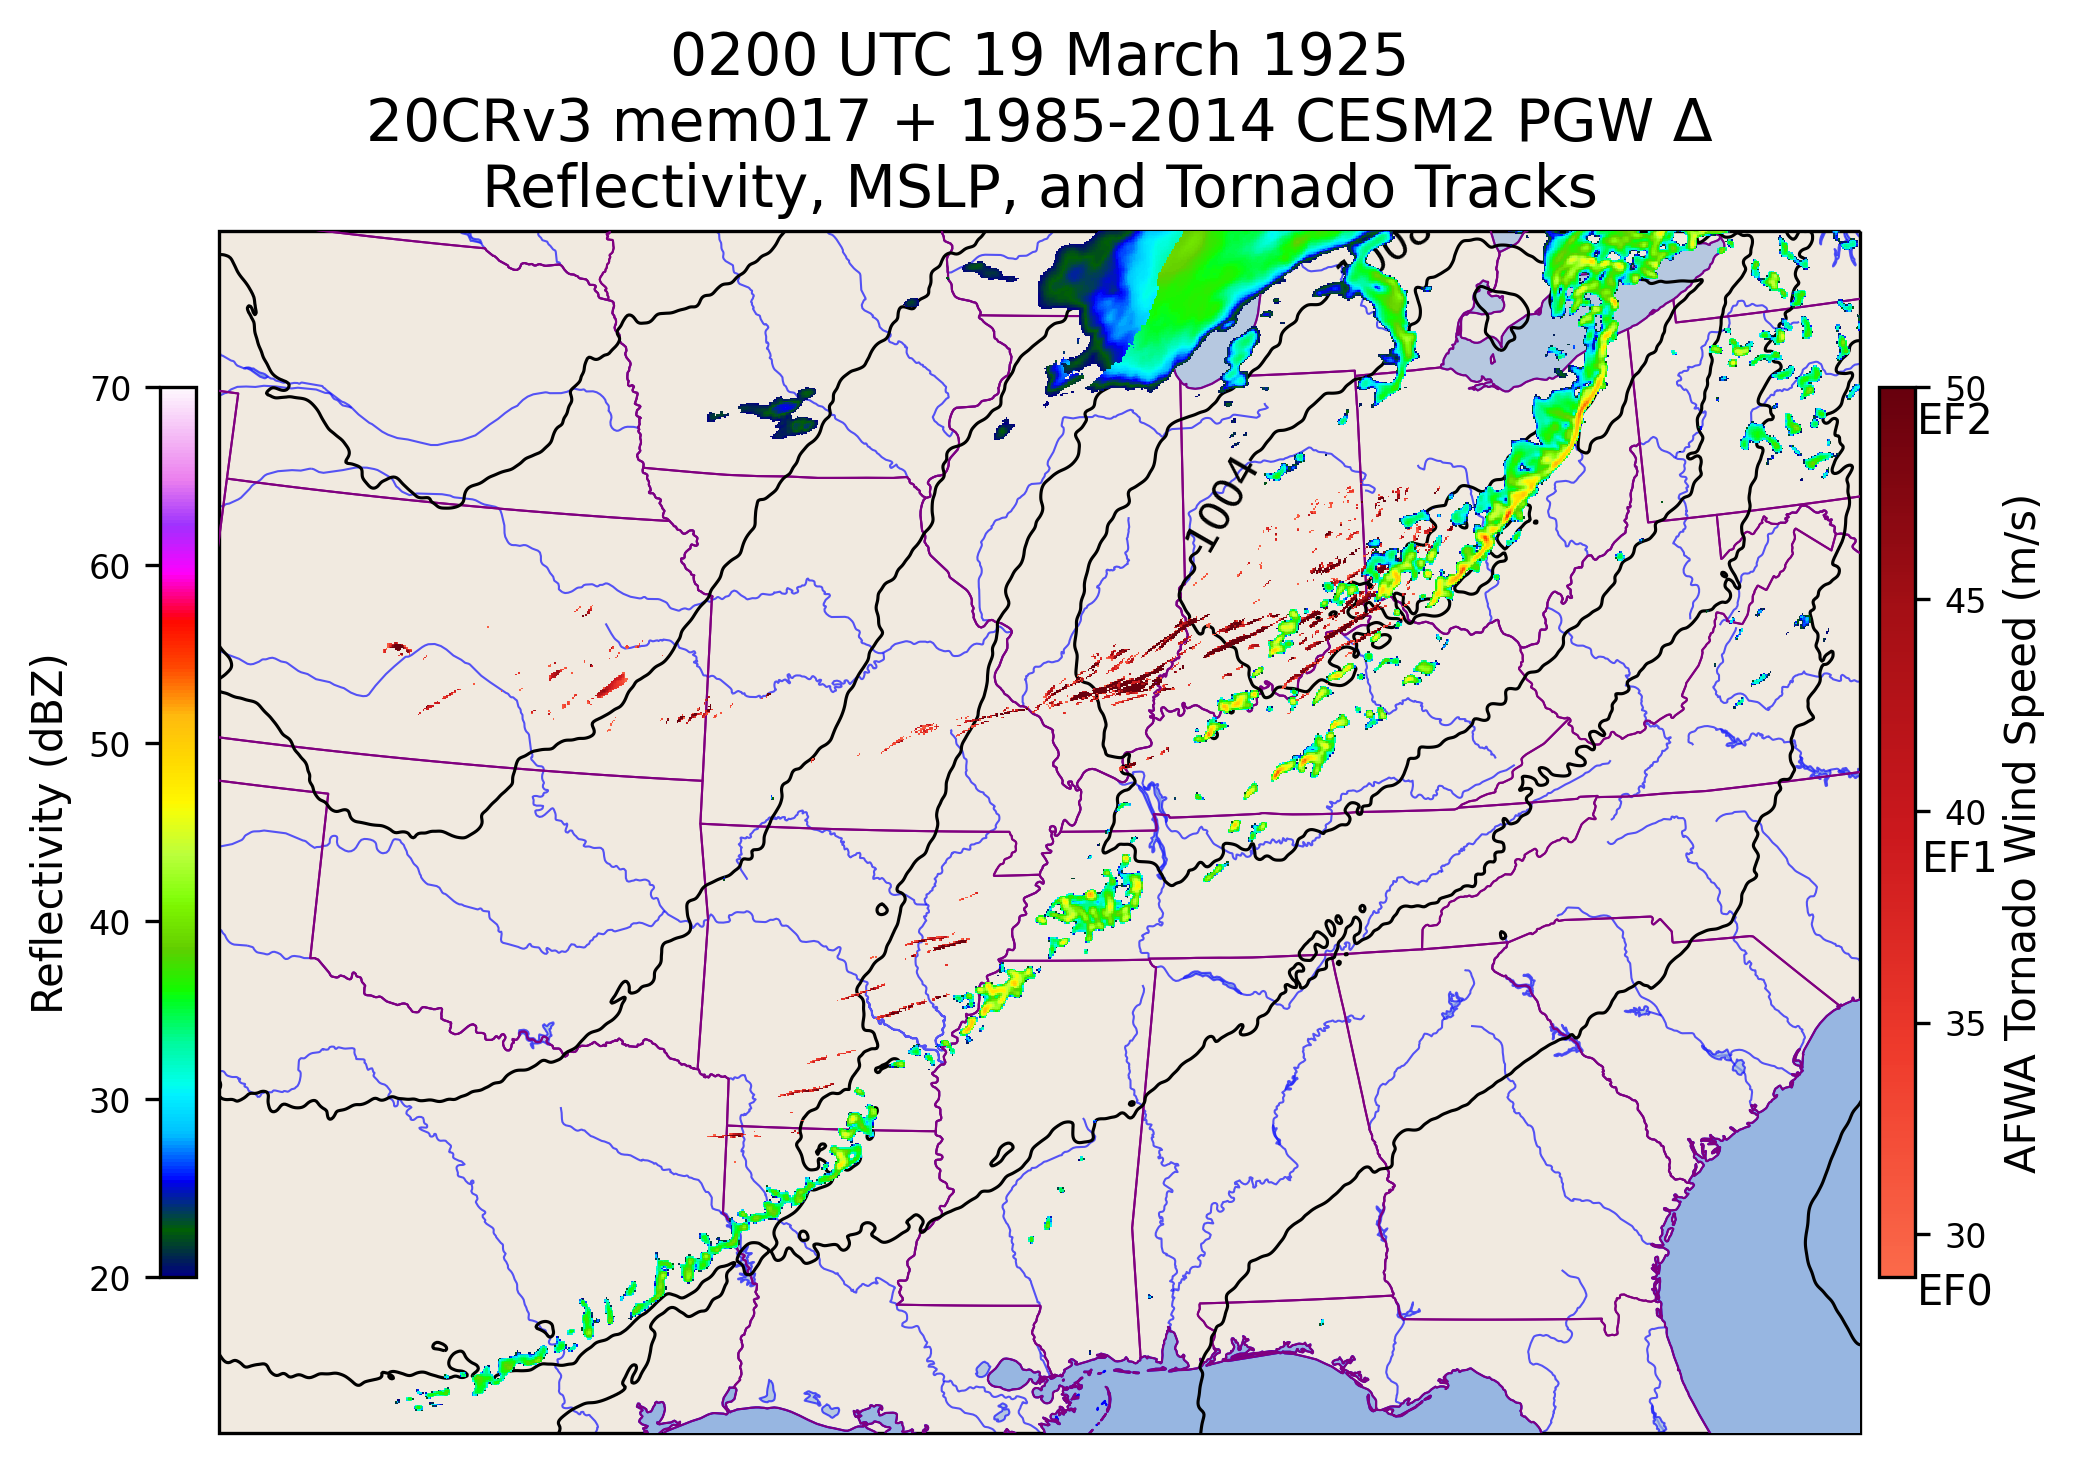 0200 UTC 19 March 1925
20CRv3 mem017 + 1985-2014 CESM2 PGW Δ
Reflectivity, MSLP, and Tornado Tracks
Reflectivity (dBZ)
70
60
50
40
30
20
1004
50
EF2
45
40
EF1
35
30
EF0
AFWA Tornado Wind Speed (m/s)